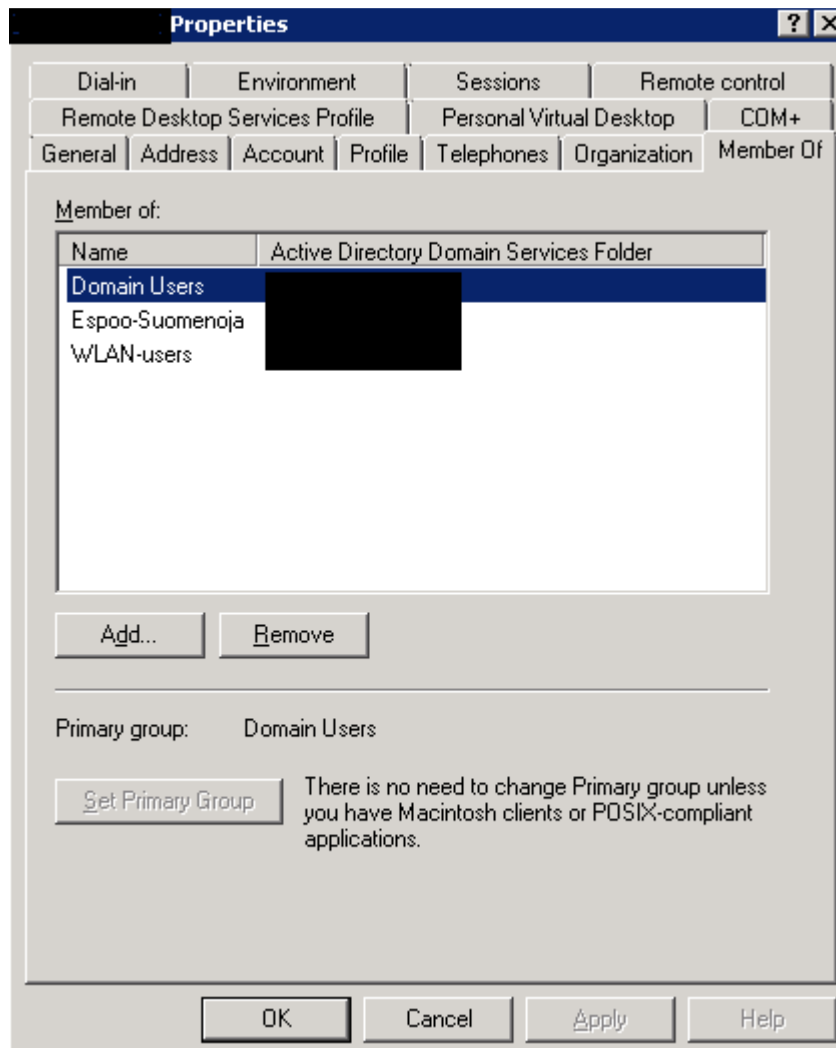 Properties
Dial-in Environment Sessions Remote control
Remote Desktop Services Profile Personal Virtual Desktop COM+
General Address Account Profile Telephones Organization Member Of
Member of:
Name Active Directory Domain Services Folder
Domain Users
Espoo-Suomenoja
WLAN-users
Add... Remove
Primary group: Domain Users
Set Primary Group
There is no need to change Primary group unless
you have Macintosh clients or POSIX-compliant
applications.
OK Cancel Apply Help